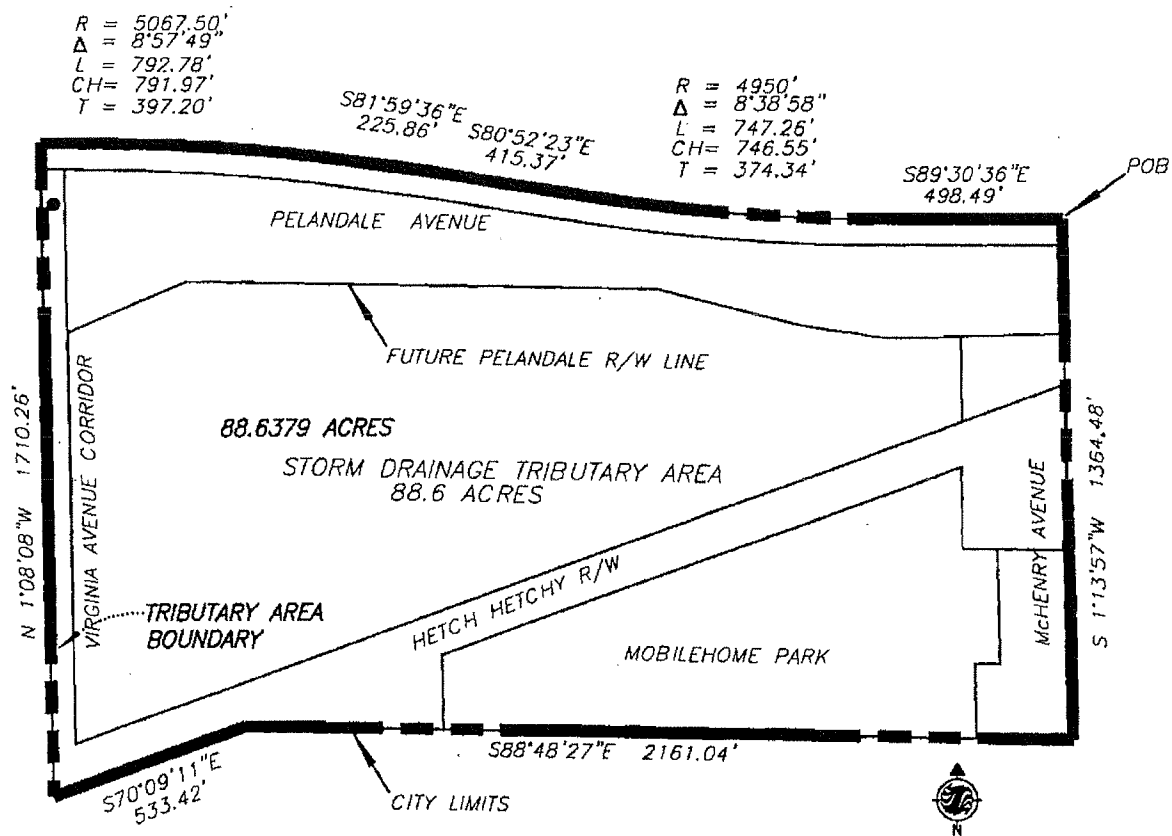 R = 5067.50'
Δ = 8°57'49"
L = 792.78'
CH= 791.97'
T = 397.20'
S81°59'36"E
225.86'
S80°52'23"E
415.37'
R = 4950'
Δ = 8°38'58"
L = 747.26'
CH= 746.55'
T = 374.34'
S89°30'36"E
498.49'
POB
PELANDALE AVENUE
FUTURE PELANDALE R/W LINE
VIRGINIA AVENUE CORRIDOR
N 1°08'08"W 1710.26'
88.6379 ACRES
STORM DRAINAGE TRIBUTARY AREA
88.6 ACRES
McHENRY AVENUE
S 1°13'57"W 1364.48'
HETCH HETCHY R/W
TRIBUTARY AREA
BOUNDARY
MOBILEHOME PARK
S88°48'27"E 2161.04'
S70°09'11"E
533.42'
CITY LIMITS
N